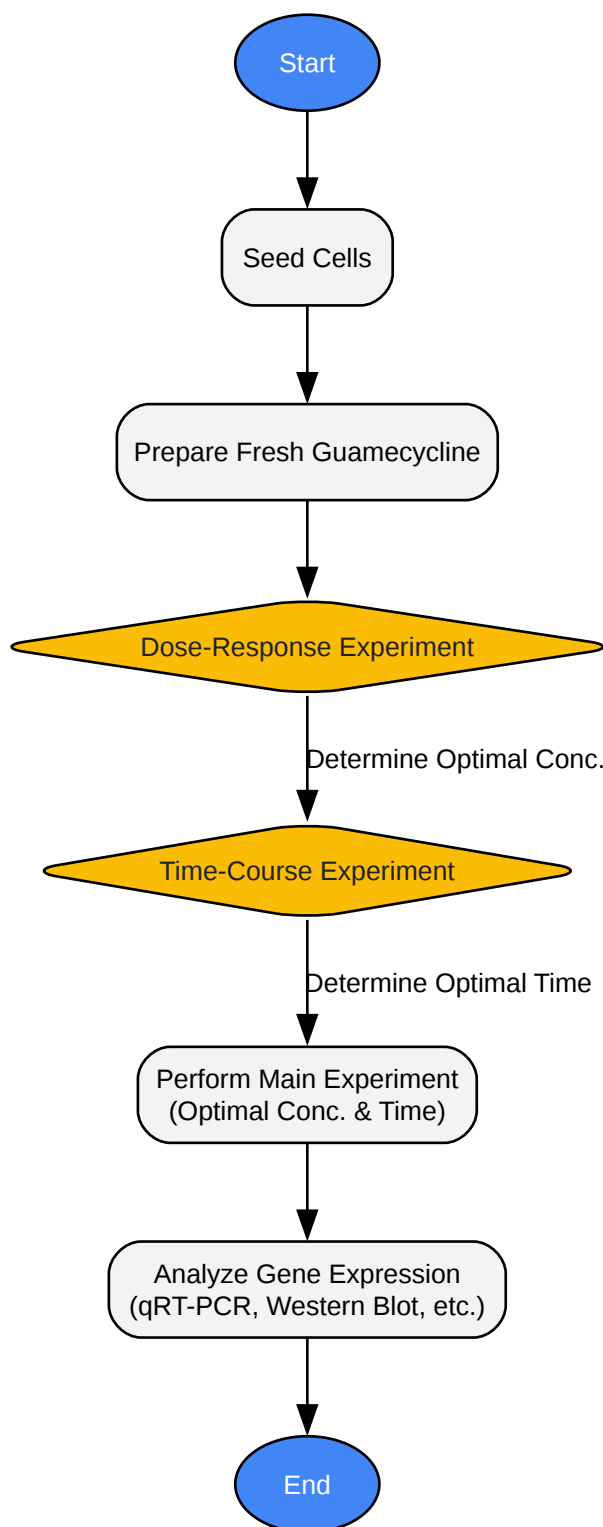 Start
Seed Cells
Prepare Fresh Guamecycline
Dose-Response Experiment
Determine Optimal Conc.
Time-Course Experiment
Determine Optimal Time
Perform Main Experiment
(Optimal Conc. & Time)
Analyze Gene Expression
(qRT-PCR, Western Blot, etc.)
End